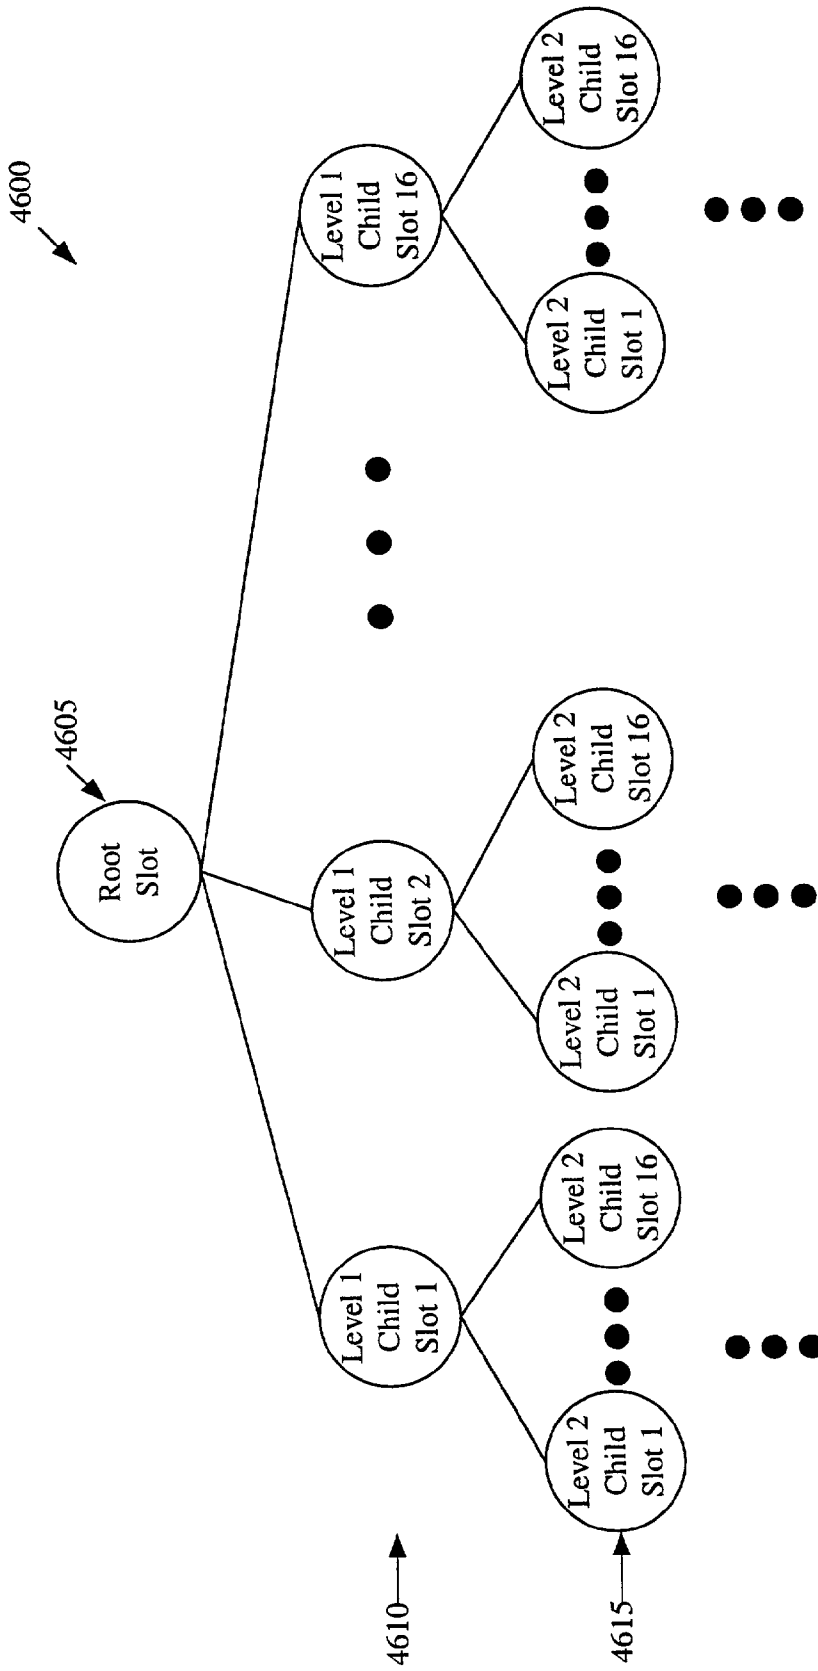 4600
4605
Root
Slot
4610
Level 1
Child
Slot 1
Level 1
Child
Slot 2
Level 1
Child
Slot 16
4615
Level 2
Child
Slot 1
Level 2
Child
Slot 16
Level 2
Child
Slot 1
Level 2
Child
Slot 16
Level 2
Child
Slot 1
Level 2
Child
Slot 16